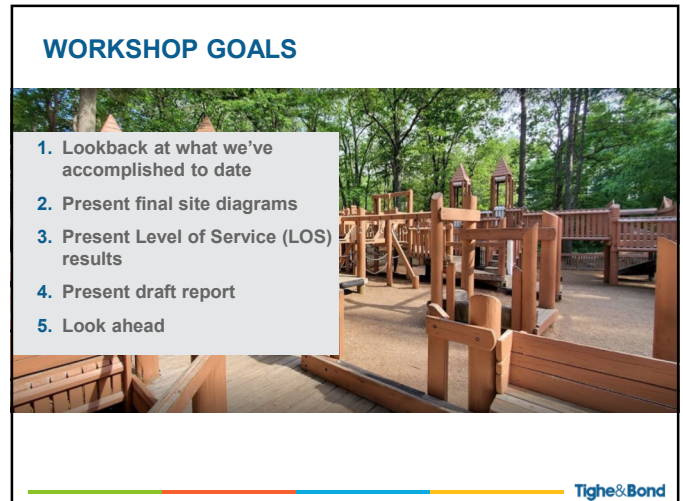 WORKSHOP GOALS
1. Lookback at what we've
accomplished to date
2. Present final site diagrams
3. Present Level of Service (LOS)
results
4. Present draft report
5. Look ahead
Tighe&Bond